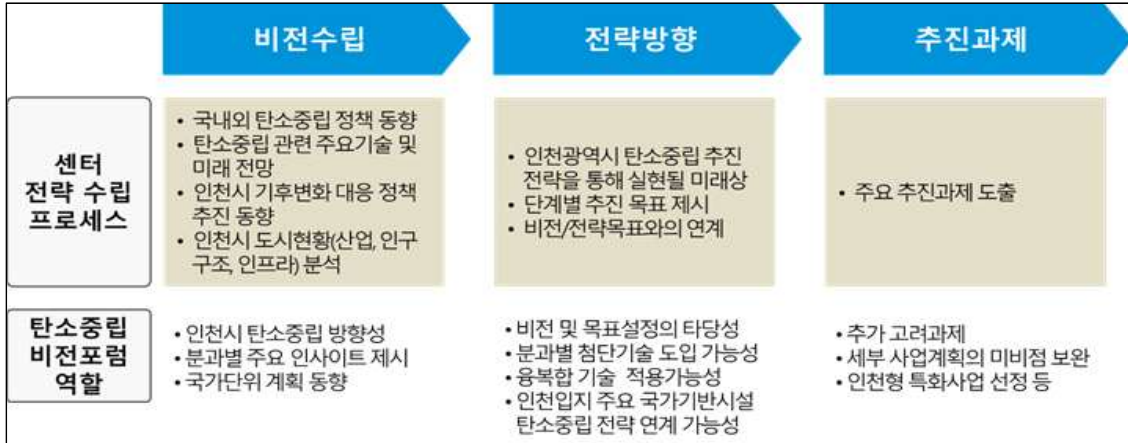 비전수립
전략방향
추진과제
센터
전략 수립
프로세스
• 국내외 탄소중립 정책 동향
• 탄소중립 관련 주요기술 및
미래 전망
• 인천시 기후변화 대응 정책
추진 동향
• 인천시 도시현황(산업, 인구
구조, 인프라) 분석
• 인천광역시 탄소중립 추진
전략을 통해 실현될 미래상
• 단계별 추진 목표 제시
• 비전/전략목표와의 연계
• 주요 추진과제 도출
탄소중립
비전포럼
역할
• 인천시 탄소중립 방향성
• 분과별 주요 인사이트 제시
• 국가단위 계획 동향
• 비전 및 목표설정의 타당성
• 분과별 첨단기술 도입 가능성
• 융복합 기술 적용가능성
• 인천입지 주요 국가기반시설
탄소중립 전략 연계 가능성
• 추가 고려과제
• 세부 사업계획의 미비점 보완
• 인천형 특화사업 선정 등